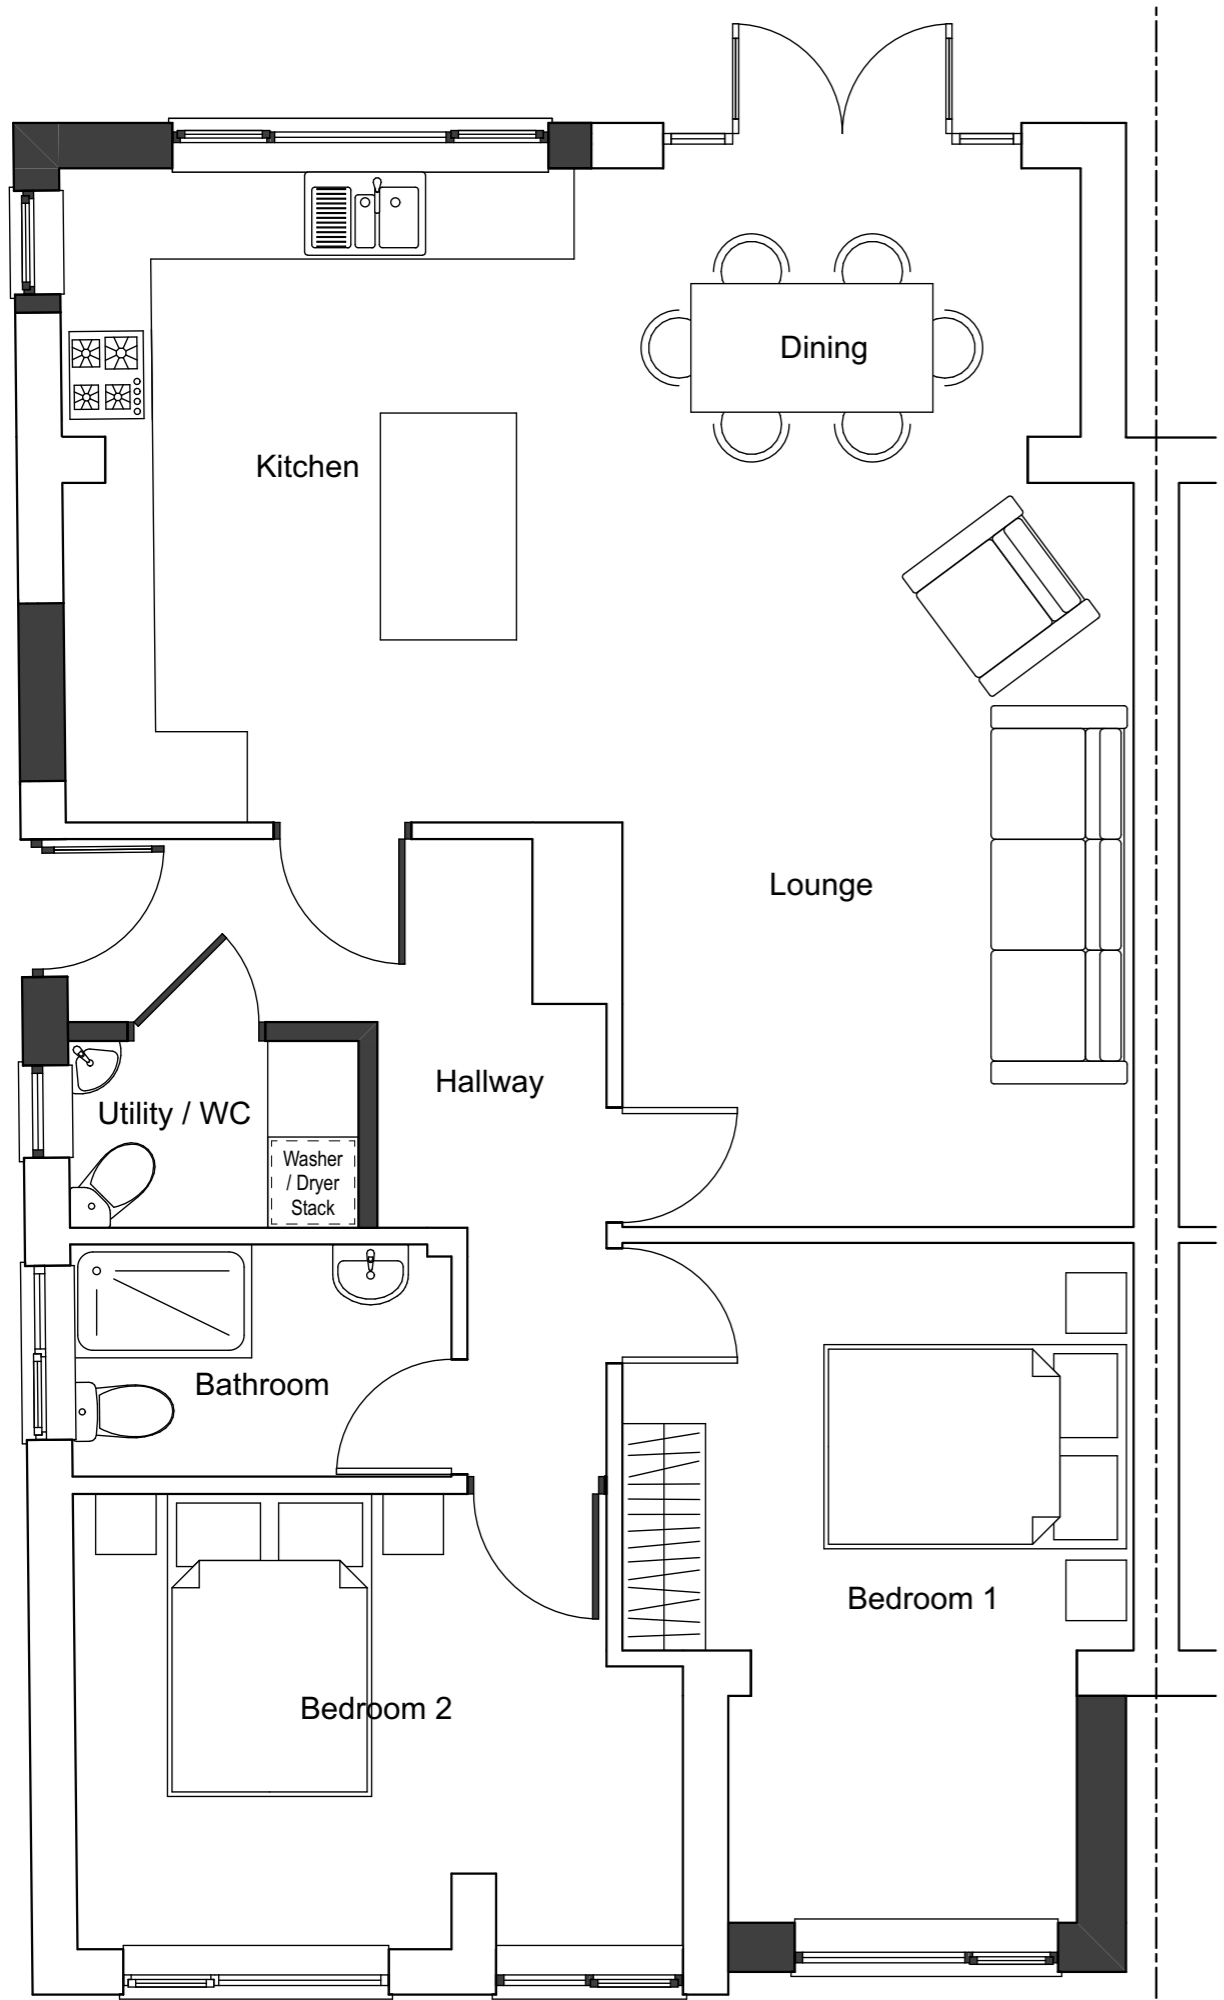 Dining
Kitchen
Lounge
Hallway
Utility / WC
Washer
/ Dryer
Stack
Bathroom
Bedroom 1
Bedroom 2